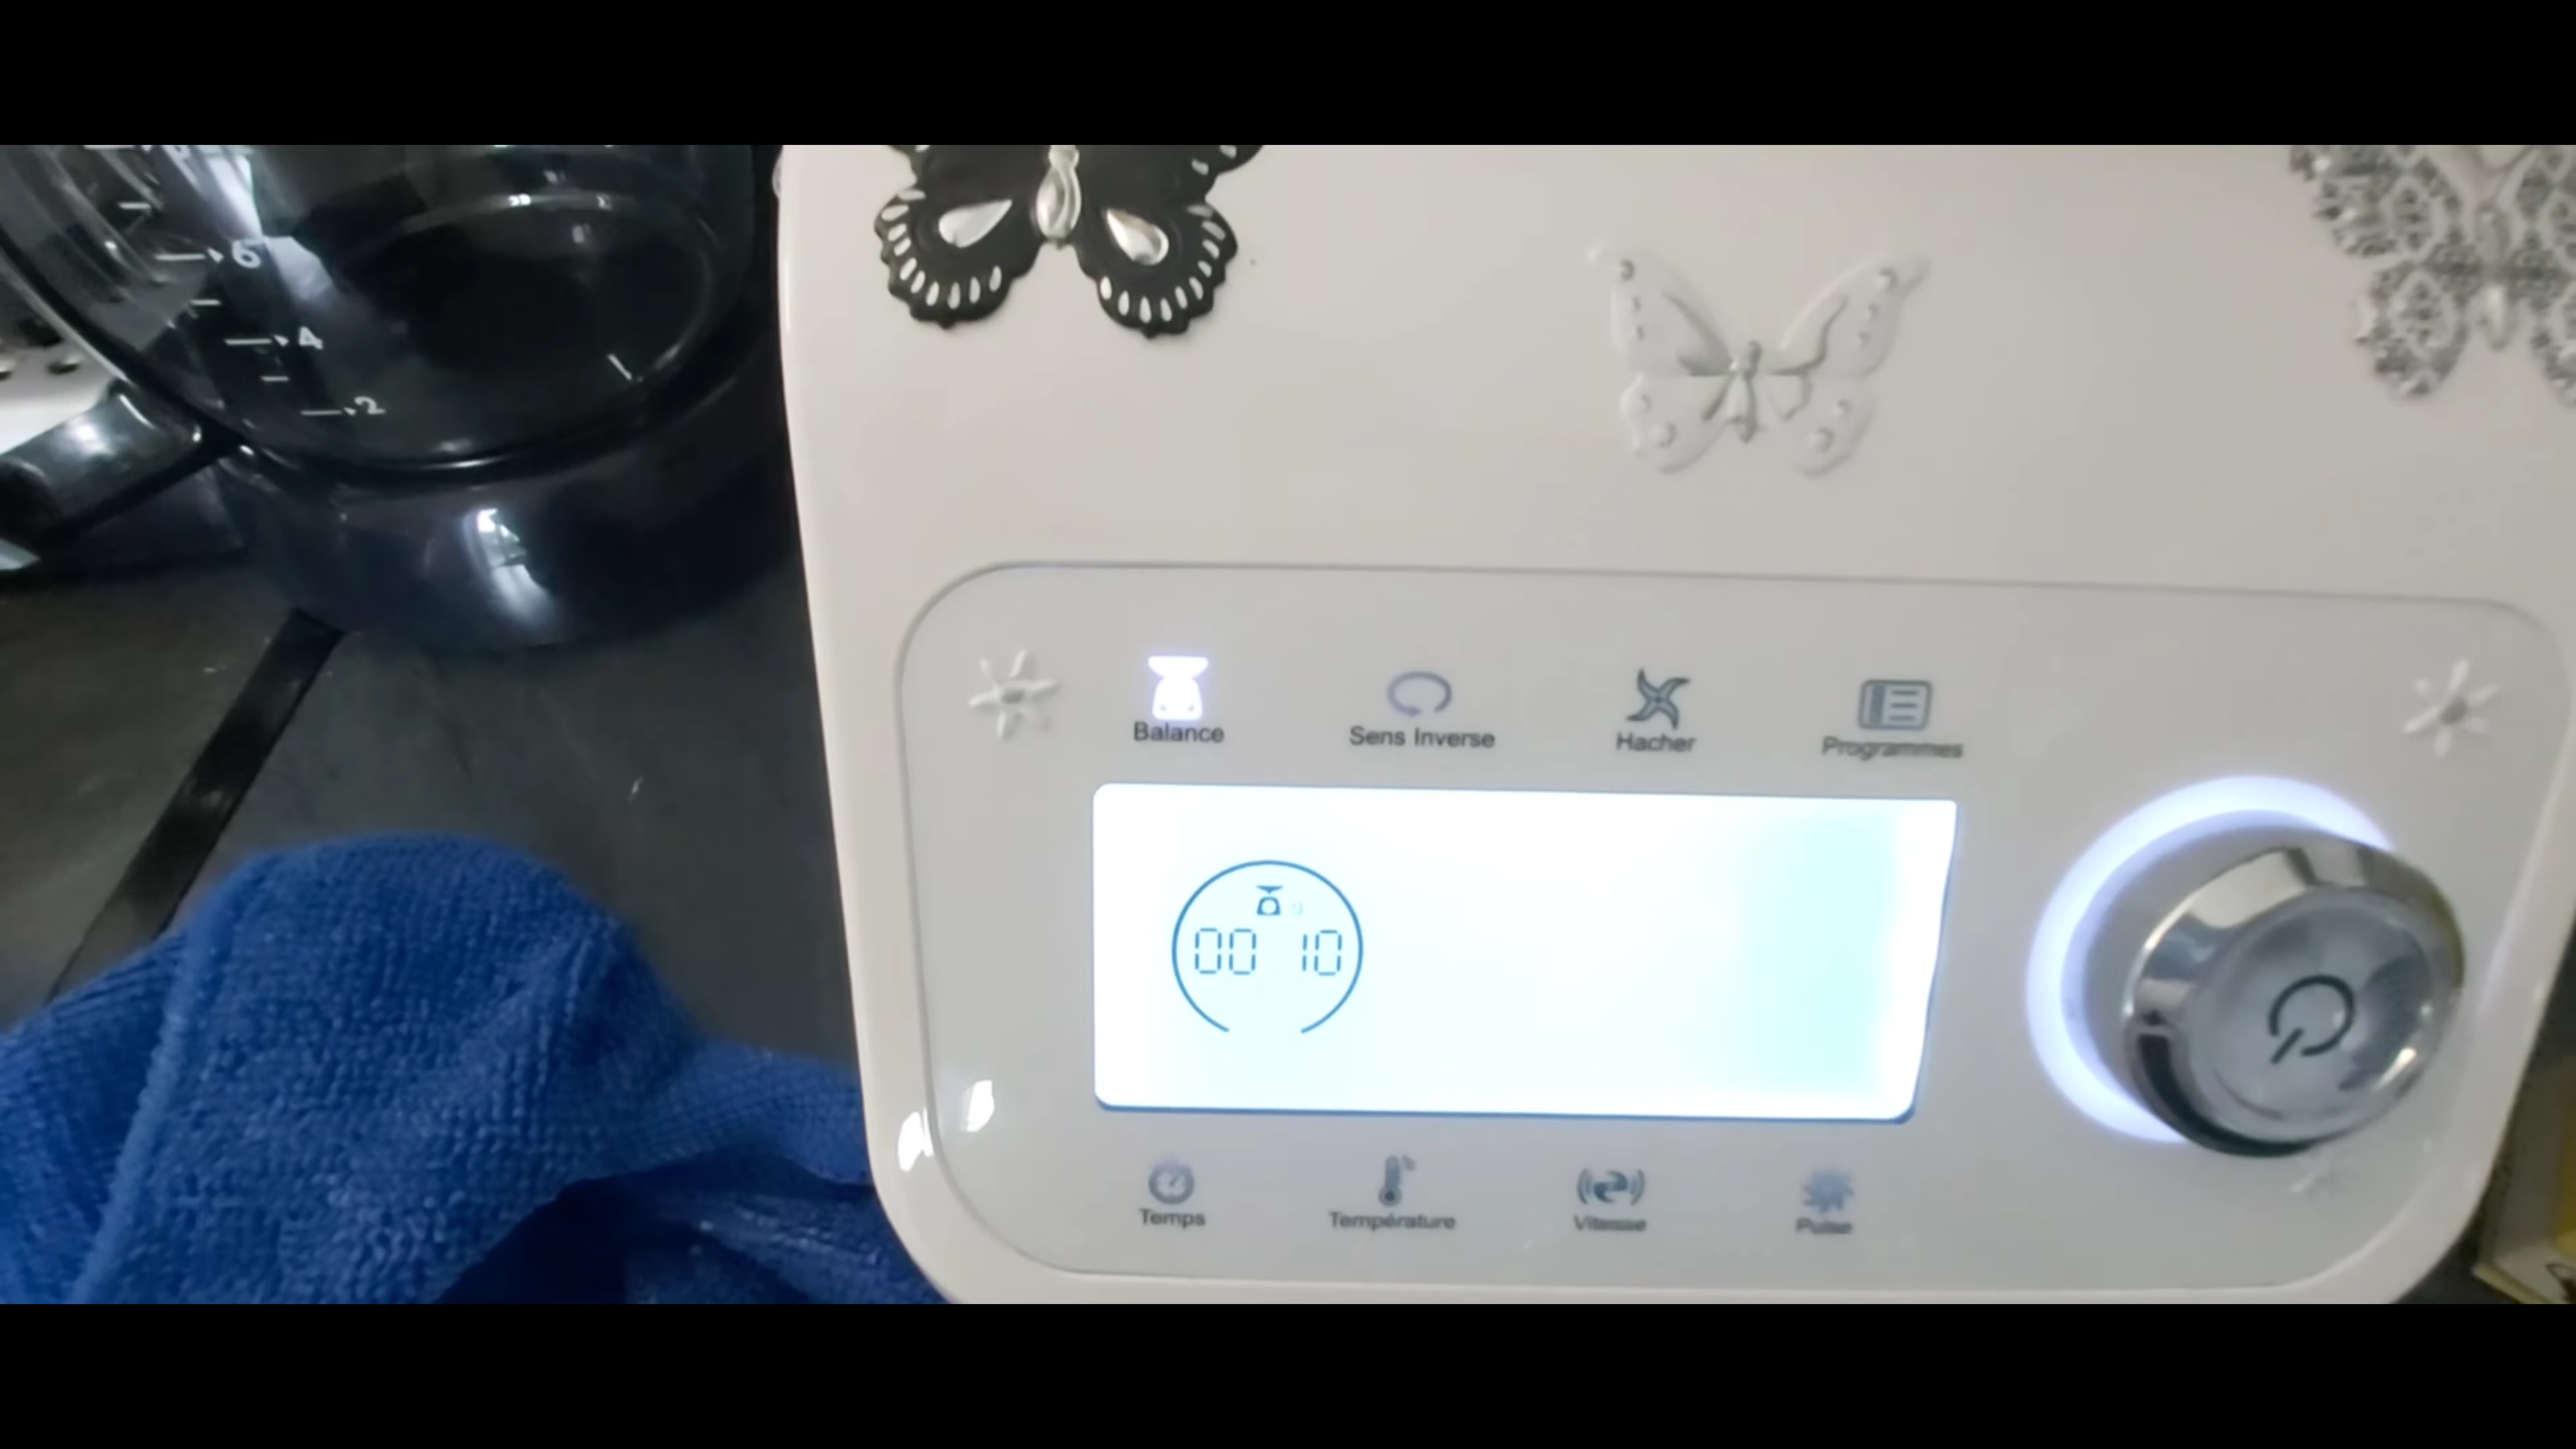 6
4
2
Balance
Sens Inverse
Hacher
Programmes
g
00 10
Temps
Température
Vitesse
Pulse